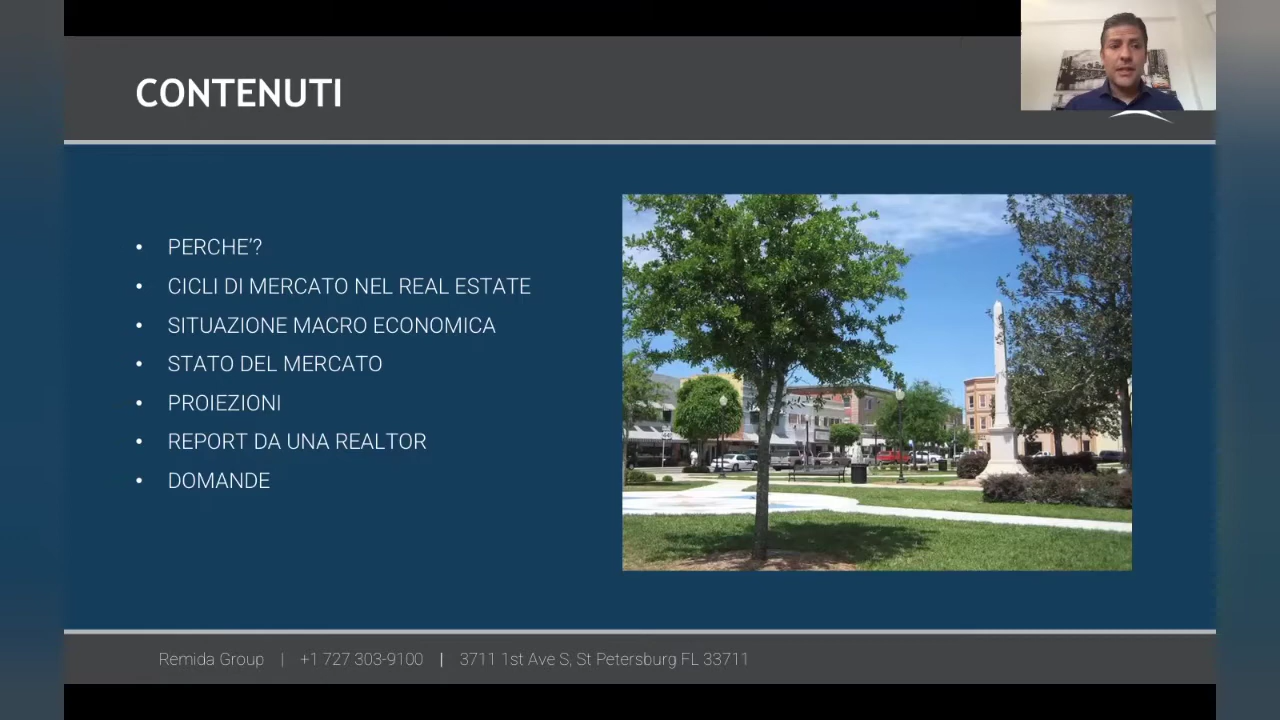 CONTENUTI
• PERCHE'?
• CICLI DI MERCATO NEL REAL ESTATE
• SITUAZIONE MACRO ECONOMICA
• STATO DEL MERCATO
• PROIEZIONI
• REPORT DA UNA REALTOR
• DOMANDE
Remida Group | +1 727 303-9100 | 3711 1st Ave S, St Petersburg FL 33711